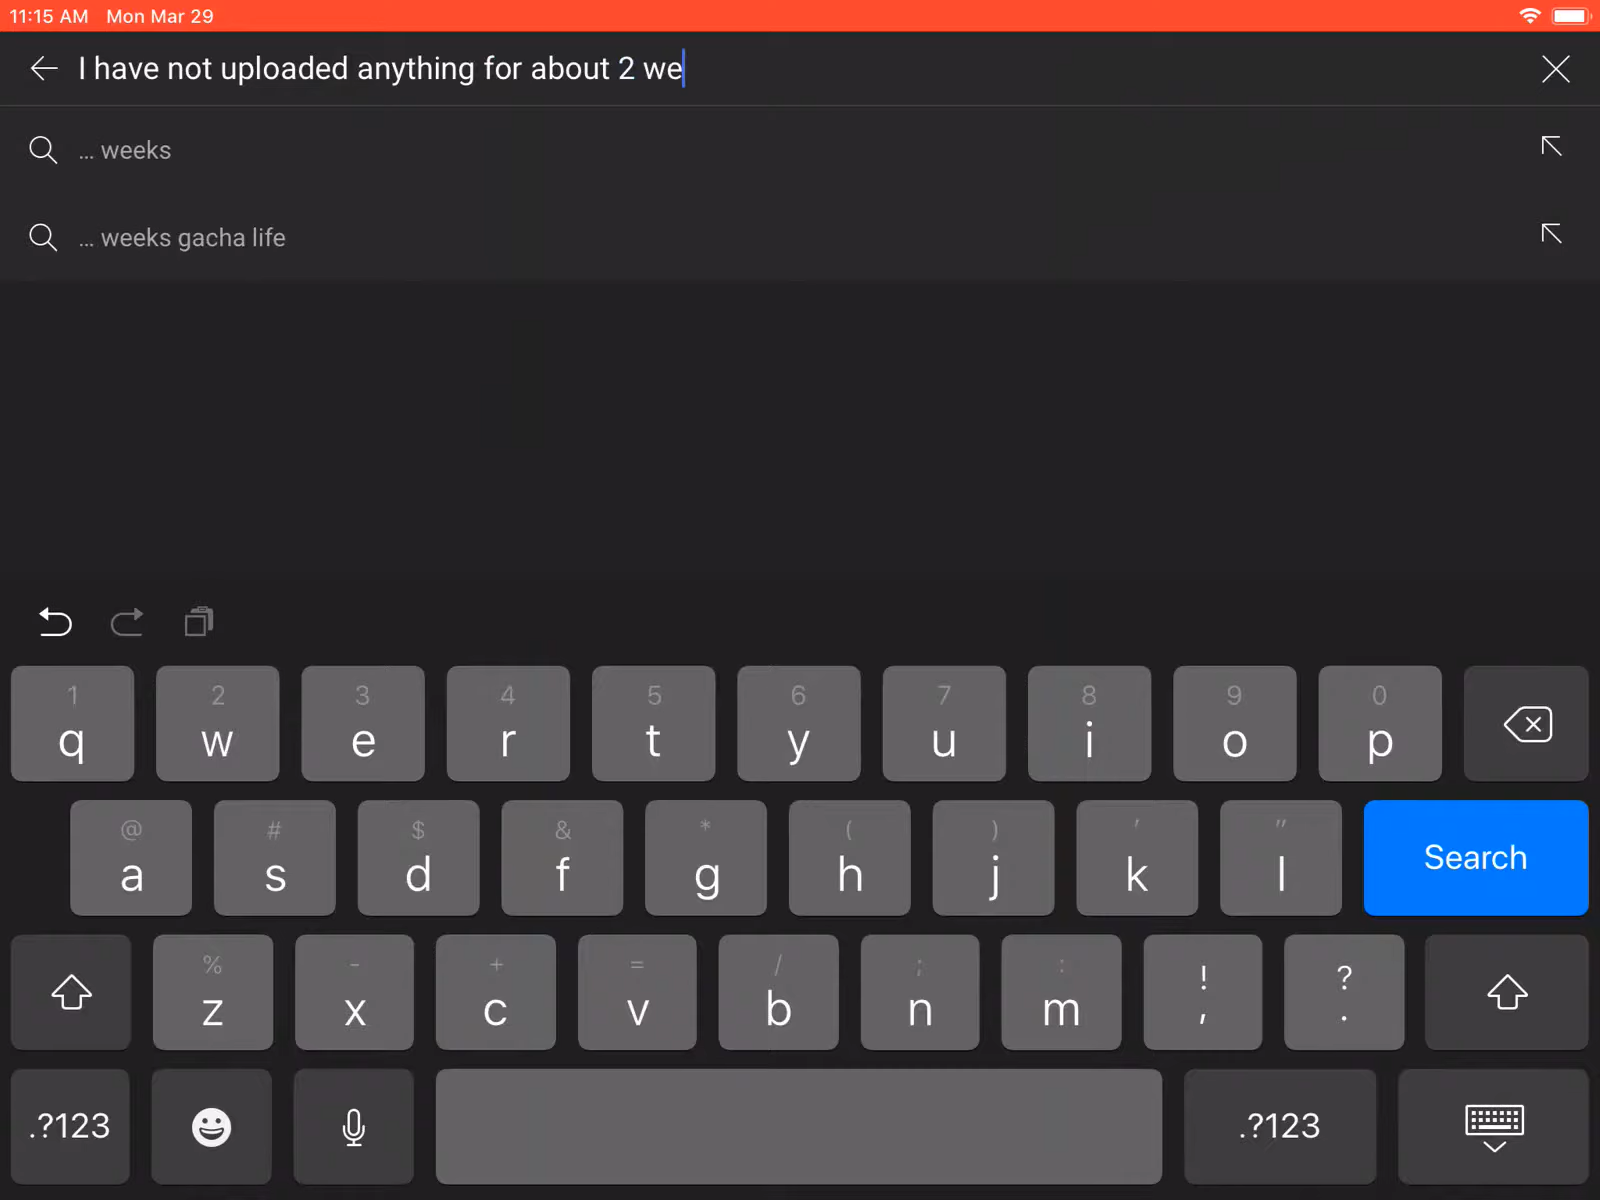 11:15 AM Mon Mar 29
I have not uploaded anything for about 2 we
... weeks
... weeks gacha life
1 2 3 4 5 6 7 8 9 0
q w e r t y u i o p
@ # $ & * ( ) ' "
a s d f g h j k l Search
% - + = / ; : ! ?
z x c v b n m , .
.?123 .?123